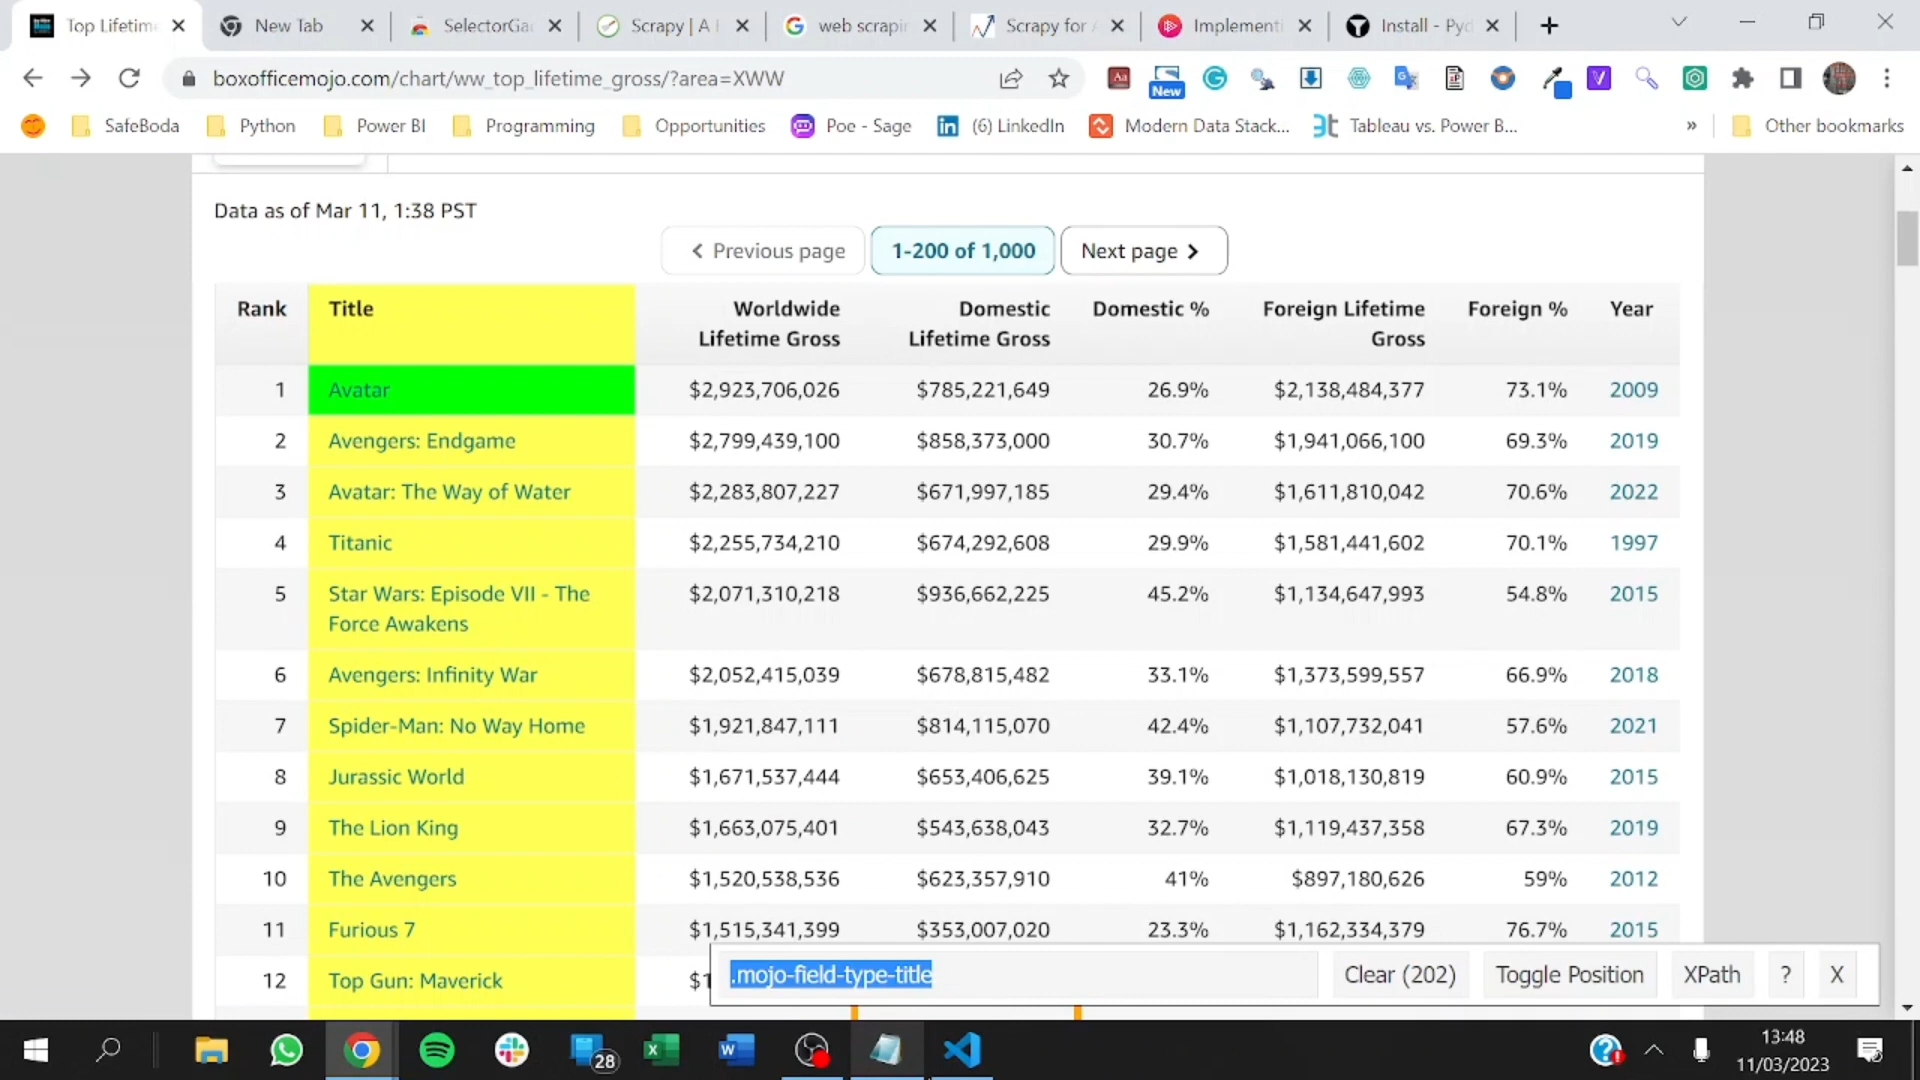 Top Lifetime
New Tab
SelectorGa
Scrapy | A
web scrapin
Scrapy for
Implementi
Install - Pyd
boxofficemojo.com/chart/ww_top_lifetime_gross/?area=XWW
New
SafeBoda
Python
Power BI
Programming
Opportunities
Poe - Sage
(6) LinkedIn
Modern Data Stack...
Tableau vs. Power B...
»
Other bookmarks
Data as of Mar 11, 1:38 PST
Previous page
1-200 of 1,000
Next page
Rank Title Worldwide Lifetime Gross Domestic Lifetime Gross Domestic % Foreign Lifetime Gross Foreign % Year
1 Avatar $2,923,706,026 $785,221,649 26.9% $2,138,484,377 73.1% 2009
2 Avengers: Endgame $2,799,439,100 $858,373,000 30.7% $1,941,066,100 69.3% 2019
3 Avatar: The Way of Water $2,283,807,227 $671,997,185 29.4% $1,611,810,042 70.6% 2022
4 Titanic $2,255,734,210 $674,292,608 29.9% $1,581,441,602 70.1% 1997
5 Star Wars: Episode VII - The Force Awakens $2,071,310,218 $936,662,225 45.2% $1,134,647,993 54.8% 2015
6 Avengers: Infinity War $2,052,415,039 $678,815,482 33.1% $1,373,599,557 66.9% 2018
7 Spider-Man: No Way Home $1,921,847,111 $814,115,070 42.4% $1,107,732,041 57.6% 2021
8 Jurassic World $1,671,537,444 $653,406,625 39.1% $1,018,130,819 60.9% 2015
9 The Lion King $1,663,075,401 $543,638,043 32.7% $1,119,437,358 67.3% 2019
10 The Avengers $1,520,538,536 $623,357,910 41% $897,180,626 59% 2012
11 Furious 7 $1,515,341,399 $353,007,020 23.3% $1,162,334,379 76.7% 2015
12 Top Gun: Maverick $1
.mojo-field-type-title
Clear (202)
Toggle Position
XPath
?
X
28
13:48
11/03/2023